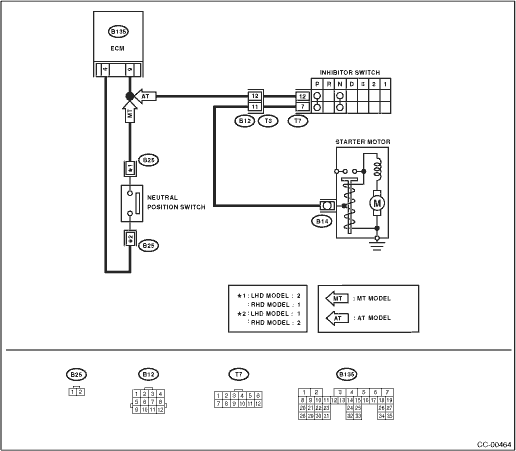 B135
ECM
4 9
AT
MT
INHIBITOR SWITCH
P R N D 3 2 1
12 12
11 7
B12 T3 T7
STARTER MOTOR
M
B14
B25
★1
NEUTRAL
POSITION SWITCH
★2
B25
★1 : LHD MODEL : 2
: RHD MODEL : 1
★2 : LHD MODEL : 1
: RHD MODEL : 2
MT : MT MODEL
AT : AT MODEL
B25 B12 T7 B135
1 2
1 2 3 4
5 6 7 8
9 10 11 12
1 2 3 4 5 6
7 8 9 10 11 12
1 2 3 4 5 6 7
8 9 10 11 12 13 14 15 16 17 18 19
20 21 22 23 24 25 26 27
28 29 30 31 32 33 34 35
CC-00464